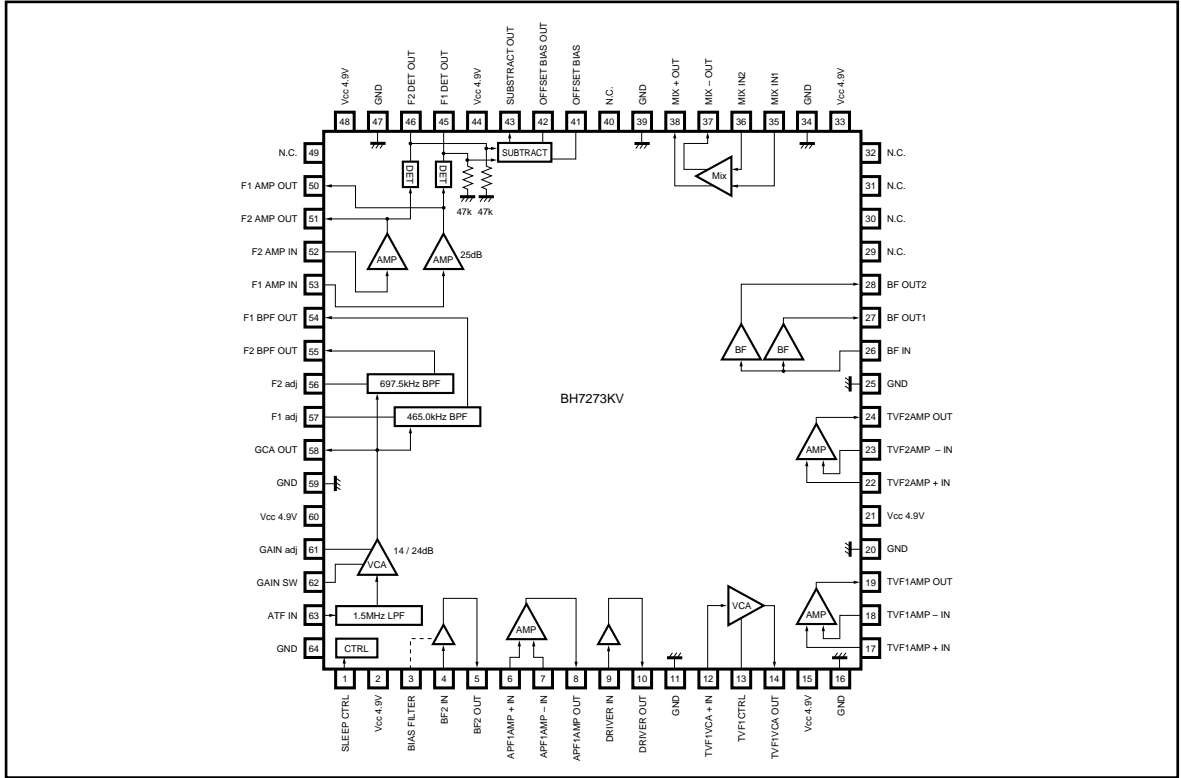 Vcc 4.9V
GND
F2 DET OUT
F1 DET OUT
Vcc 4.9V
SUBSTRACT OUT
OFFSET BIAS OUT
OFFSET BIAS
N.C.
GND
MIX + OUT
MIX – OUT
MIX IN2
MIX IN1
GND
Vcc 4.9V
48 47 46 45 44 43 42 41 40 39 38 37 36 35 34 33
N.C. 49
F1 AMP OUT 50
F2 AMP OUT 51
F2 AMP IN 52
F1 AMP IN 53
F1 BPF OUT 54
F2 BPF OUT 55
F2 adj 56
F1 adj 57
GCA OUT 58
GND 59
Vcc 4.9V 60
GAIN adj 61
GAIN SW 62
ATF IN 63
GND 64
DET
DET
SUBTRACT
47k 47k
AMP
AMP
25dB
Mix
BF
BF
697.5kHz BPF
465.0kHz BPF
BH7273KV
AMP
VCA
14 / 24dB
1.5MHz LPF
CTRL
AMP
VCA
AMP
32 N.C.
31 N.C.
30 N.C.
29 N.C.
28 BF OUT2
27 BF OUT1
26 BF IN
25 GND
24 TVF2AMP OUT
23 TVF2AMP – IN
22 TVF2AMP + IN
21 Vcc 4.9V
20 GND
19 TVF1AMP OUT
18 TVF1AMP – IN
17 TVF1AMP + IN
1 2 3 4 5 6 7 8 9 10 11 12 13 14 15 16
SLEEP CTRL
Vcc 4.9V
BIAS FILTER
BF2 IN
BF2 OUT
APF1AMP + IN
APF1AMP – IN
APF1AMP OUT
DRIVER IN
DRIVER OUT
GND
TVF1VCA + IN
TVF1CTRL
TVF1VCA OUT
Vcc 4.9V
GND